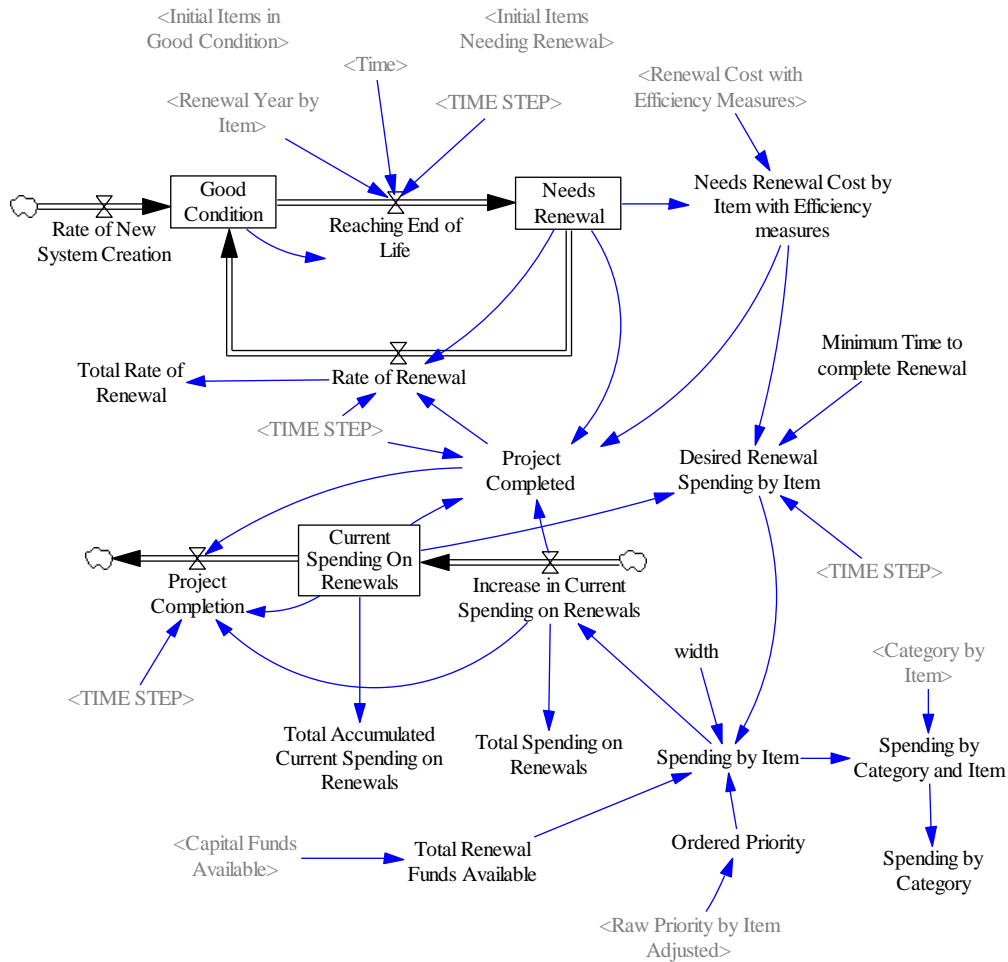 <Initial Items in
Good Condition>
<Initial Items
Needing Renewal>
<Time>
<Renewal Year by
Item>
<TIME STEP>
<Renewal Cost with
Efficiency Measures>
Good
Condition
Needs
Renewal
Needs Renewal Cost by
Item with Efficiency
measures
Rate of New
System Creation
Reaching End of
Life
Minimum Time to
complete Renewal
Total Rate of
Renewal
Rate of Renewal
<TIME STEP>
Project
Completed
Desired Renewal
Spending by Item
Current
Spending On
Renewals
Project
Completion
Increase in Current
Spending on Renewals
<TIME STEP>
<TIME STEP>
width
<Category by
Item>
Total Accumulated
Current Spending on
Renewals
Total Spending on
Renewals
Spending by Item
Spending by
Category and Item
<Capital Funds
Available>
Total Renewal
Funds Available
Ordered Priority
Spending by
Category
<Raw Priority by Item
Adjusted>